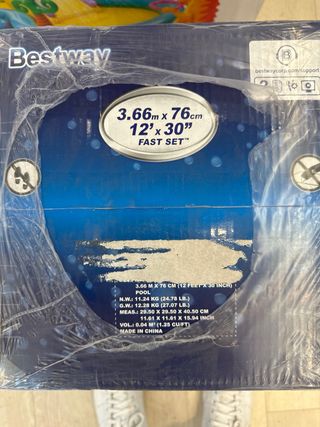 Bestway
bestwaycorp.com/support
3.66m x 76cm
12' x 30"
FAST SET™
3.66 M X 76 CM (12 FEET X 30 INCH)
POOL
N.W.: 11.24 KG (24.78 LB.)
G.W.: 12.28 KG (27.07 LB.)
MEAS.: 29.50 X 29.50 X 40.50 CM
11.61 X 11.61 X 15.94 INCH
VOL.: 0.04 M³ (1.25 CU/FT)
MADE IN CHINA